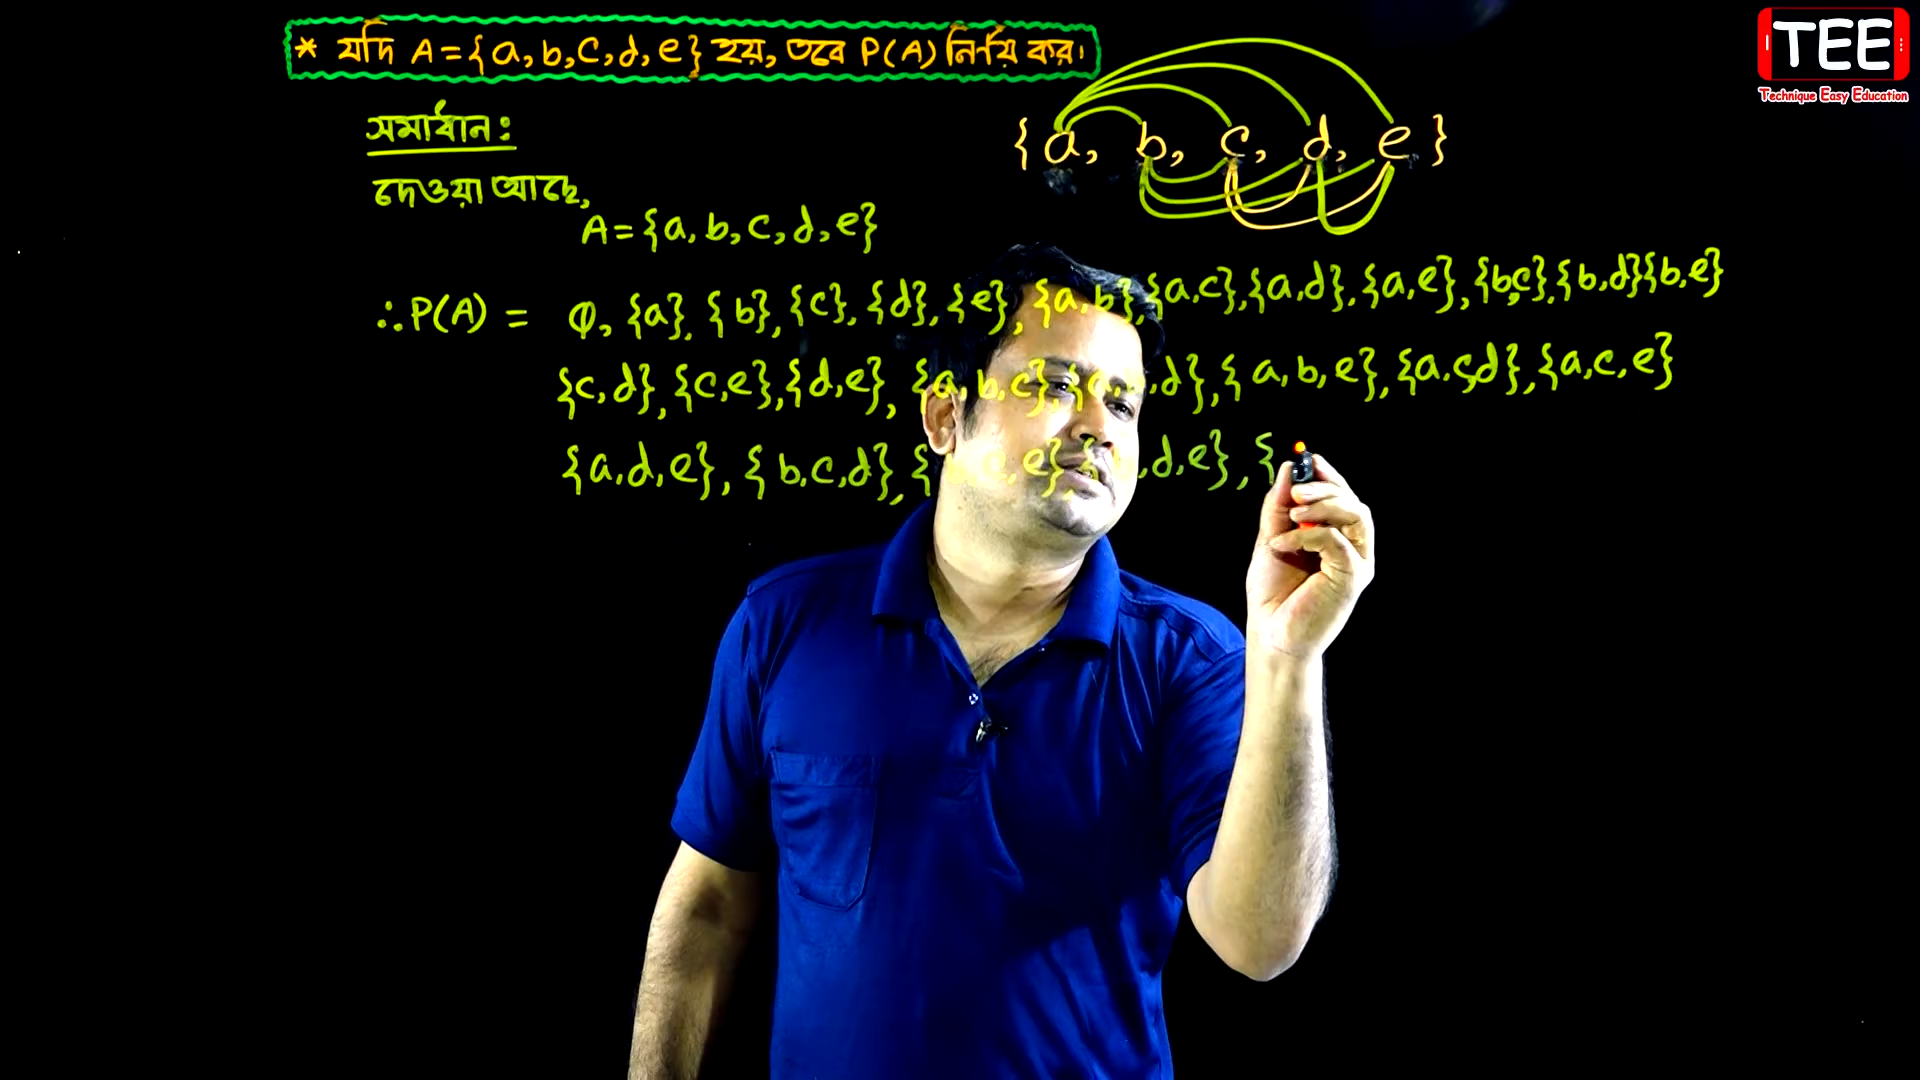 * যদি A={a,b,c,d,e} হয়, তবে P(A) নির্ণয় কর।
TEE
Technique Easy Education
সমাধান:
{a, b, c, d, e}
দেওয়া আছে,
A={a,b,c,d,e}
∴P(A) = φ, {a}, {b}, {c}, {d}, {e}, {a,b}, {a,c}, {a,d}, {a,e}, {b,c}, {b,d} {b,e}
{c,d}, {c,e}, {d,e}, {a,b,c}, {a, ,d}, {a,b,e}, {a,c,d}, {a,c,e}
{a,d,e}, {b,c,d}, { ,c,e}, { ,d,e}, {